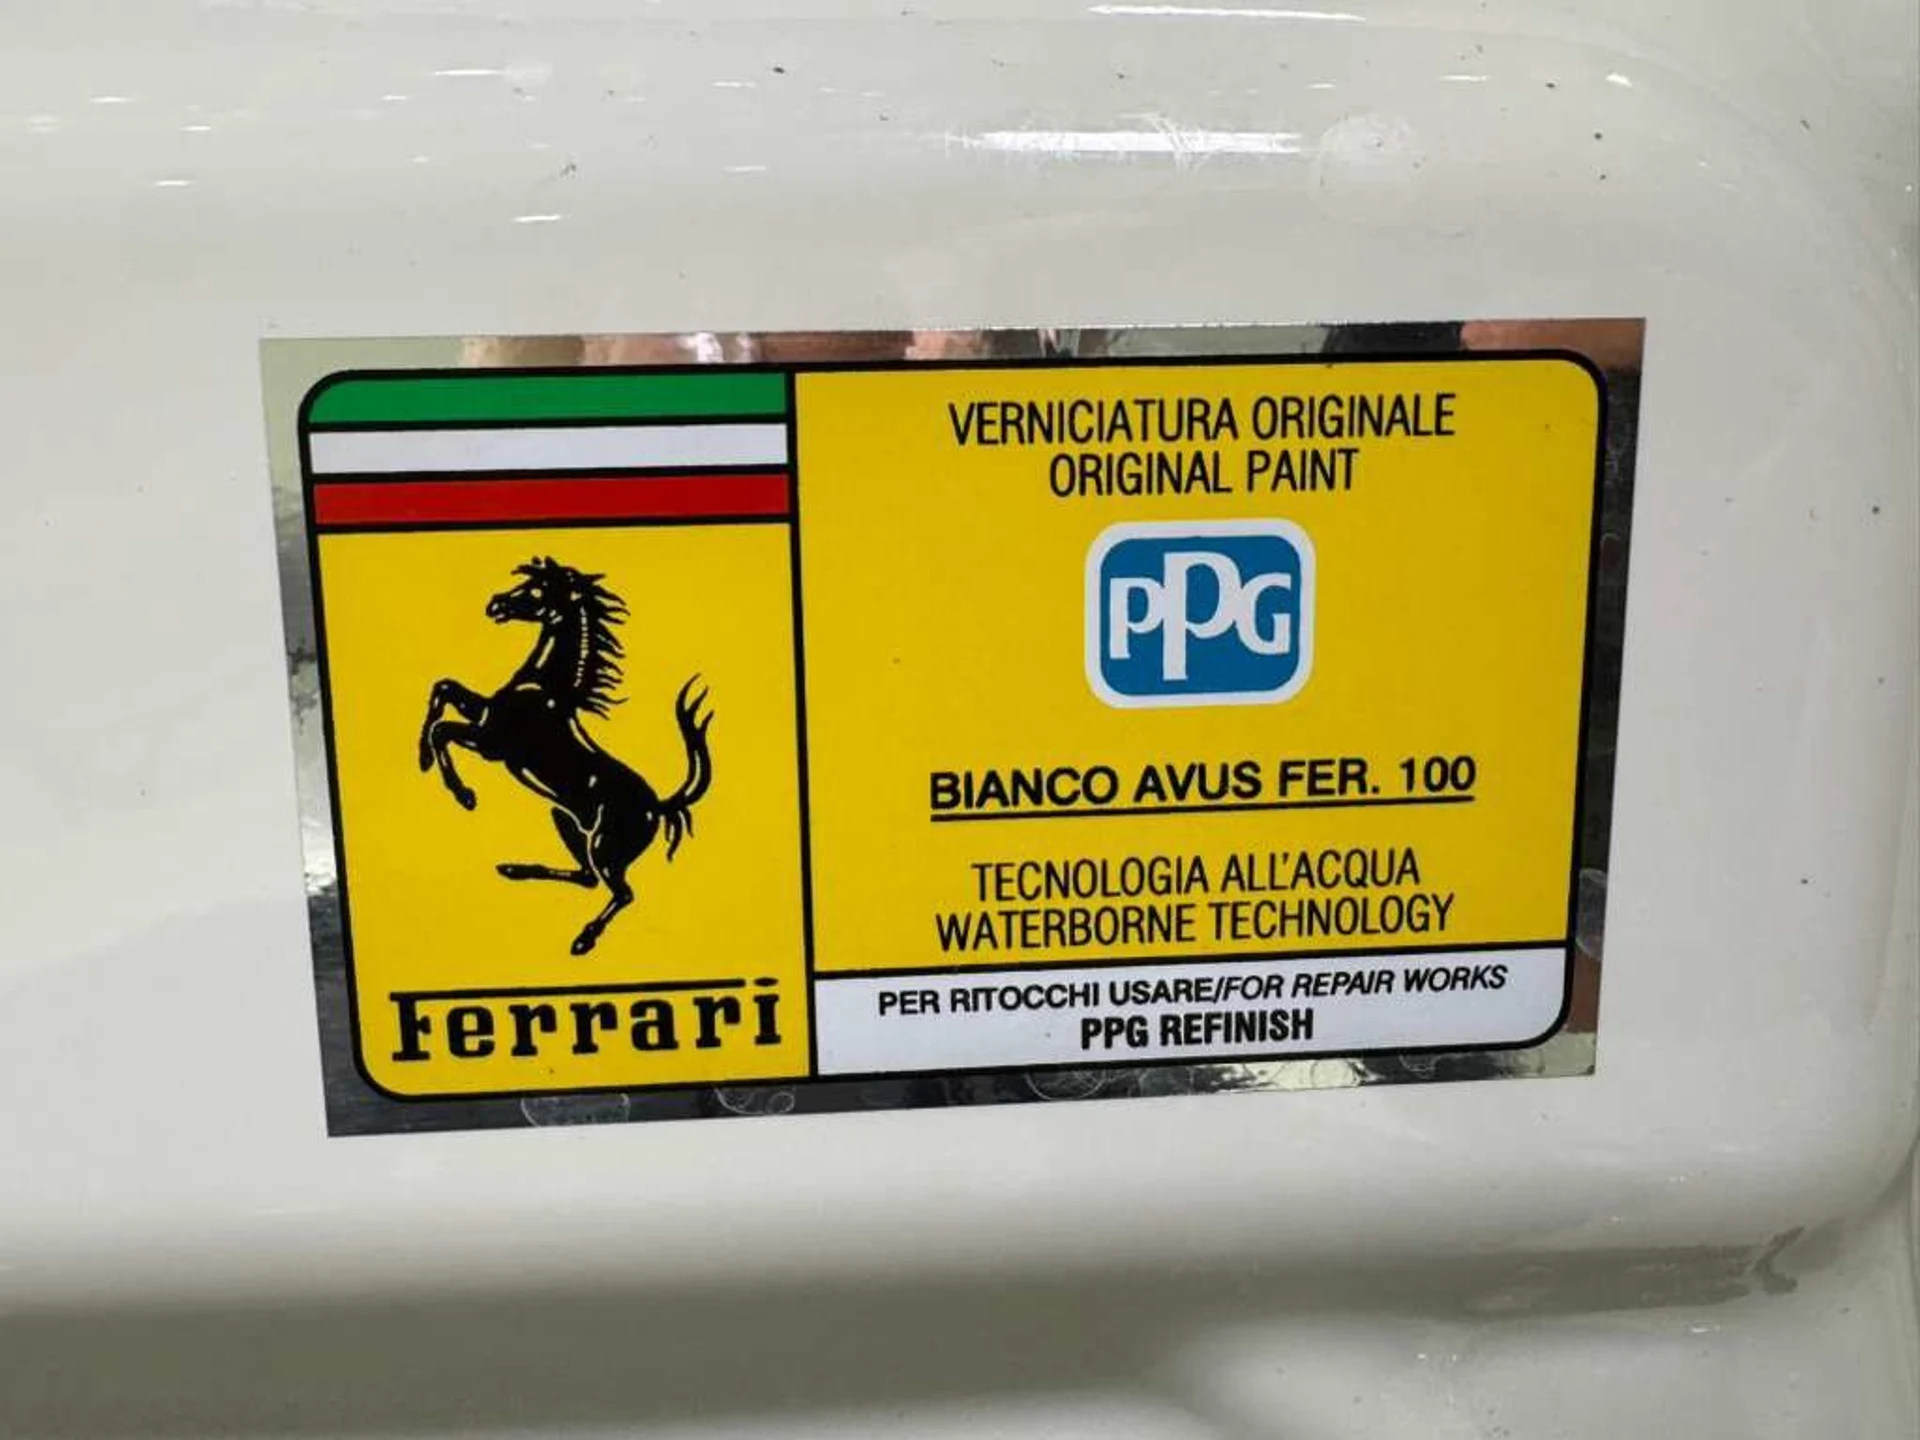 Ferrari
VERNICIATURA ORIGINALE
ORIGINAL PAINT
PPG
BIANCO AVUS FER. 100
TECNOLOGIA ALL'ACQUA
WATERBORNE TECHNOLOGY
PER RITOCCHI USARE/FOR REPAIR WORKS
PPG REFINISH